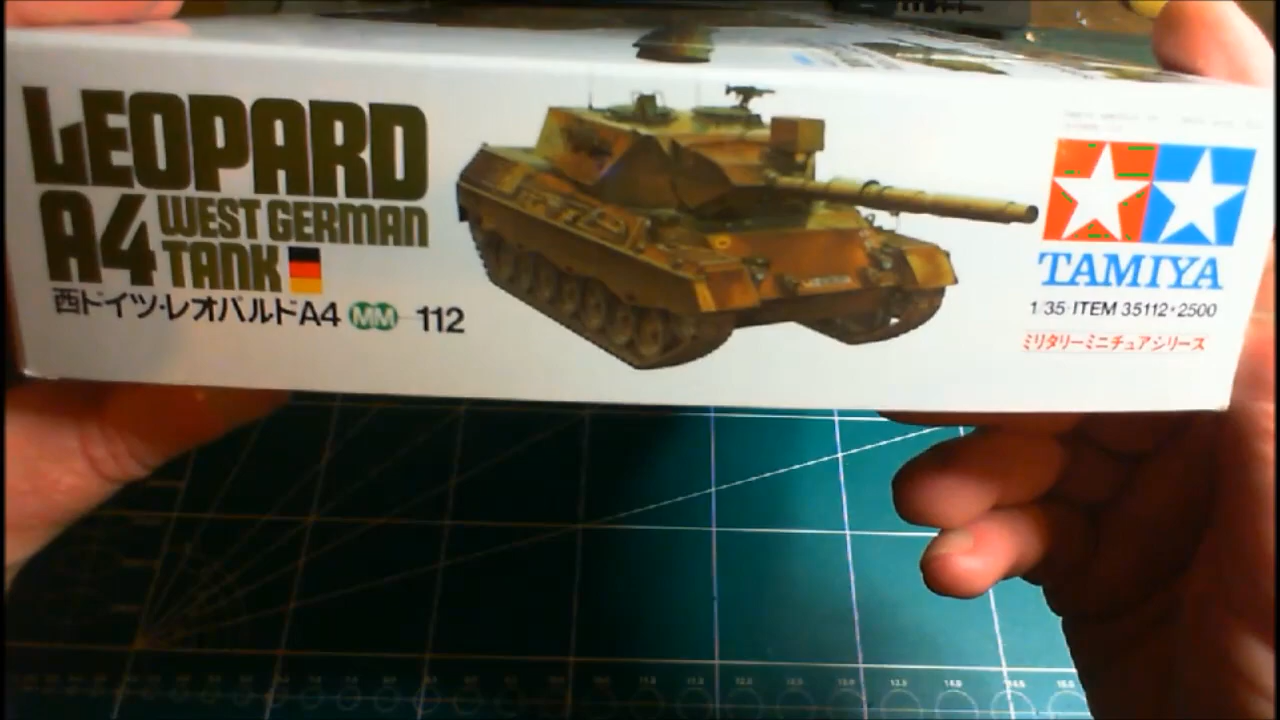 LEOPARD
A4 WEST GERMAN
TANK
西ドイツ・レオパルドA4 MM 112
TAMIYA
1/35・ITEM 35112・2500
ミリタリーミニチュアシリーズ